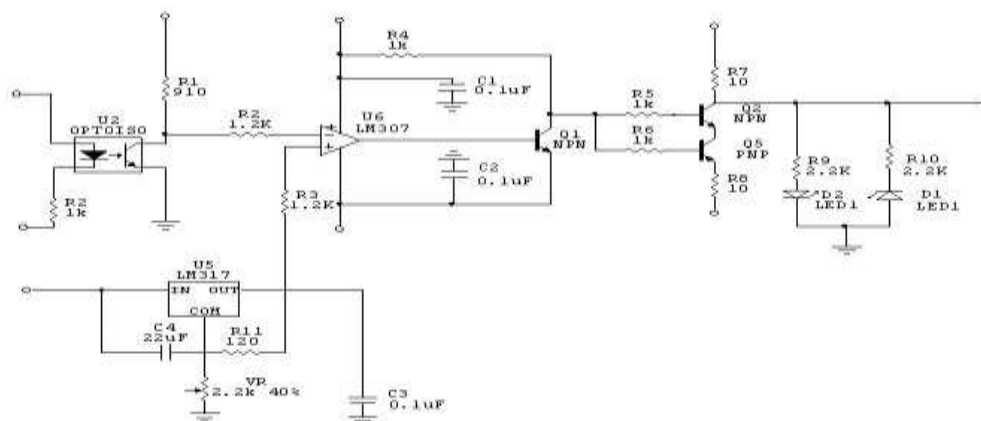 R1
910
U2
OPTOISO
R2
1k
R2
1.2K
R3
1.2K
U6
LM307
R4
1k
C1
0.1uF
C2
0.1uF
Q1
NPN
R5
1k
R6
1k
R7
10
Q2
NPN
Q5
PNP
R8
10
R9
2.2K
D2
LED1
R10
2.2K
D1
LED1
U5
LM317
IN OUT
COM
C4
22uF
R11
120
VR
2.2k 40%
C3
0.1uF